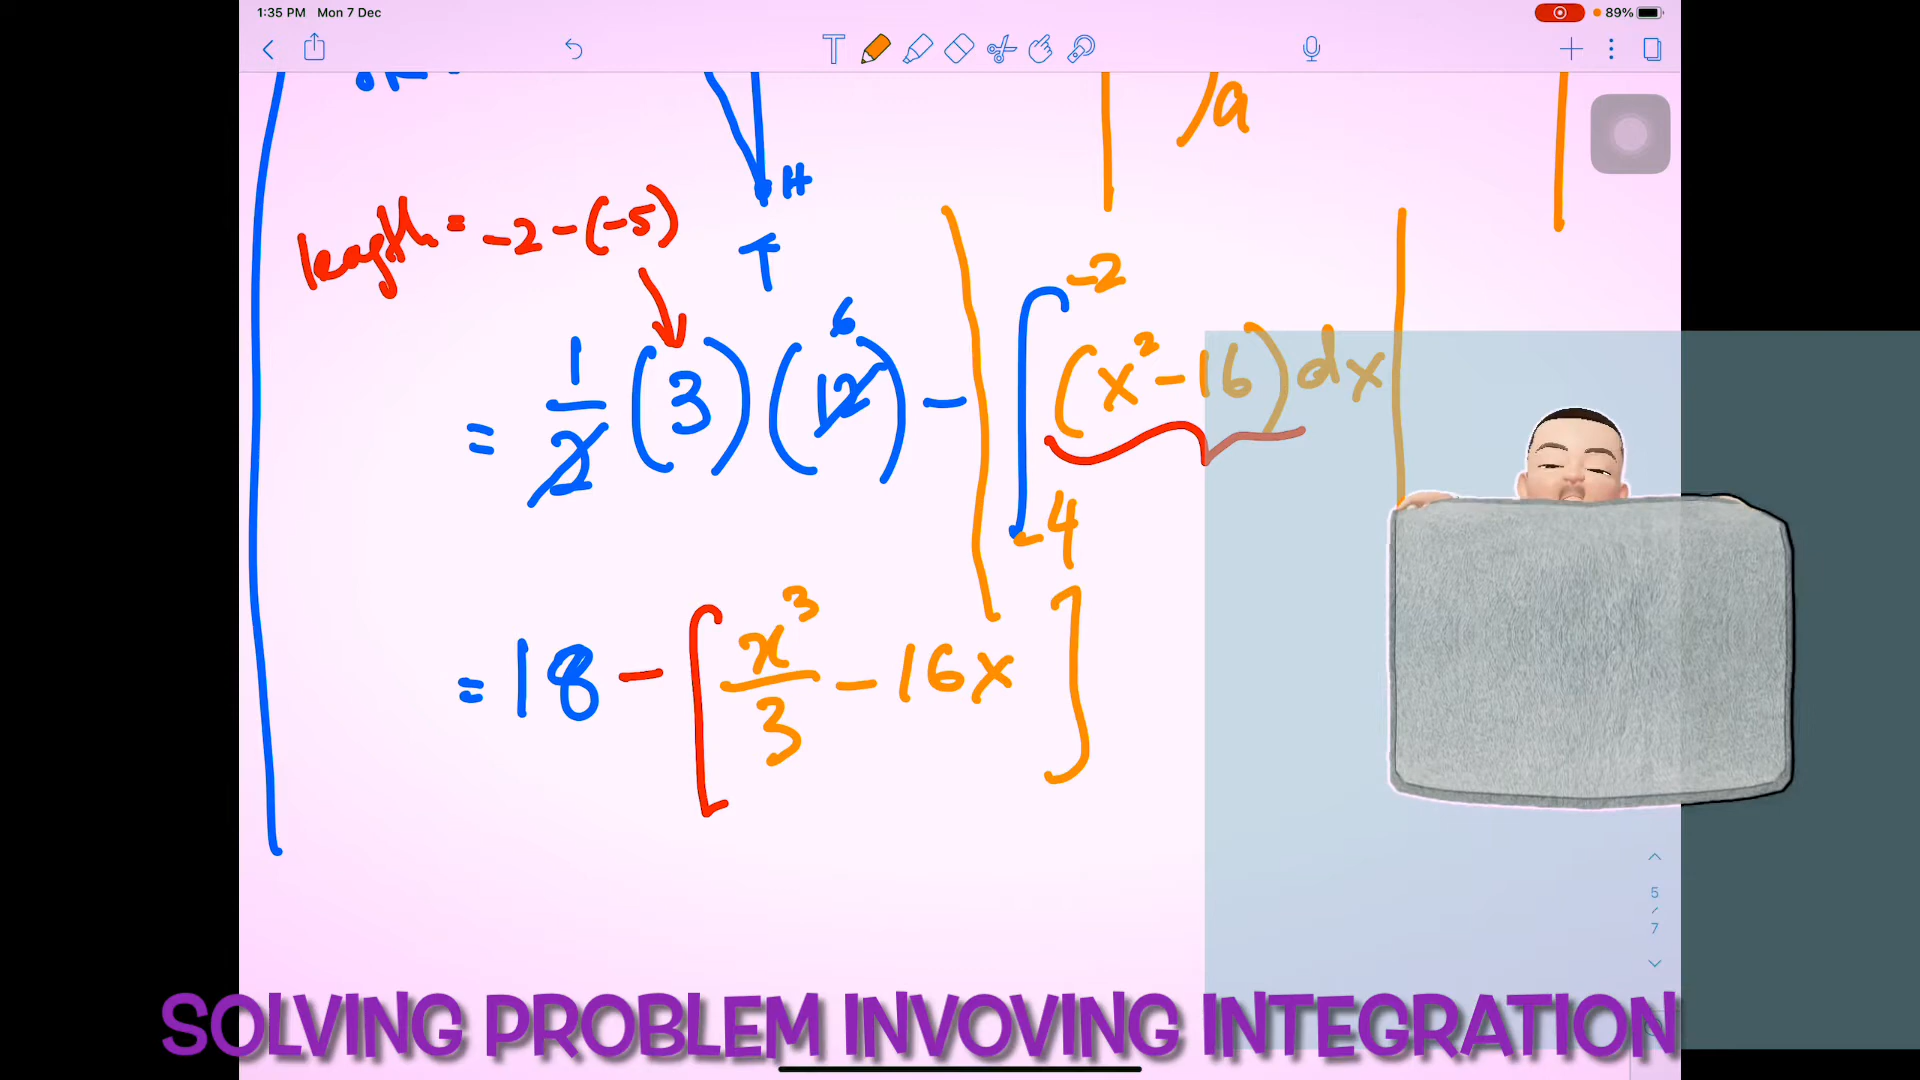 1:35 PM Mon 7 Dec
89%
T
a
H
length = -2 - (-5)
T
= 1/2 (3) (12) 6 - | ∫ -4 -2 (x² - 16) dx |
= 18 - [ x³/3 - 16x ]
5
/
7
SOLVING PROBLEM INVOVING INTEGRATION